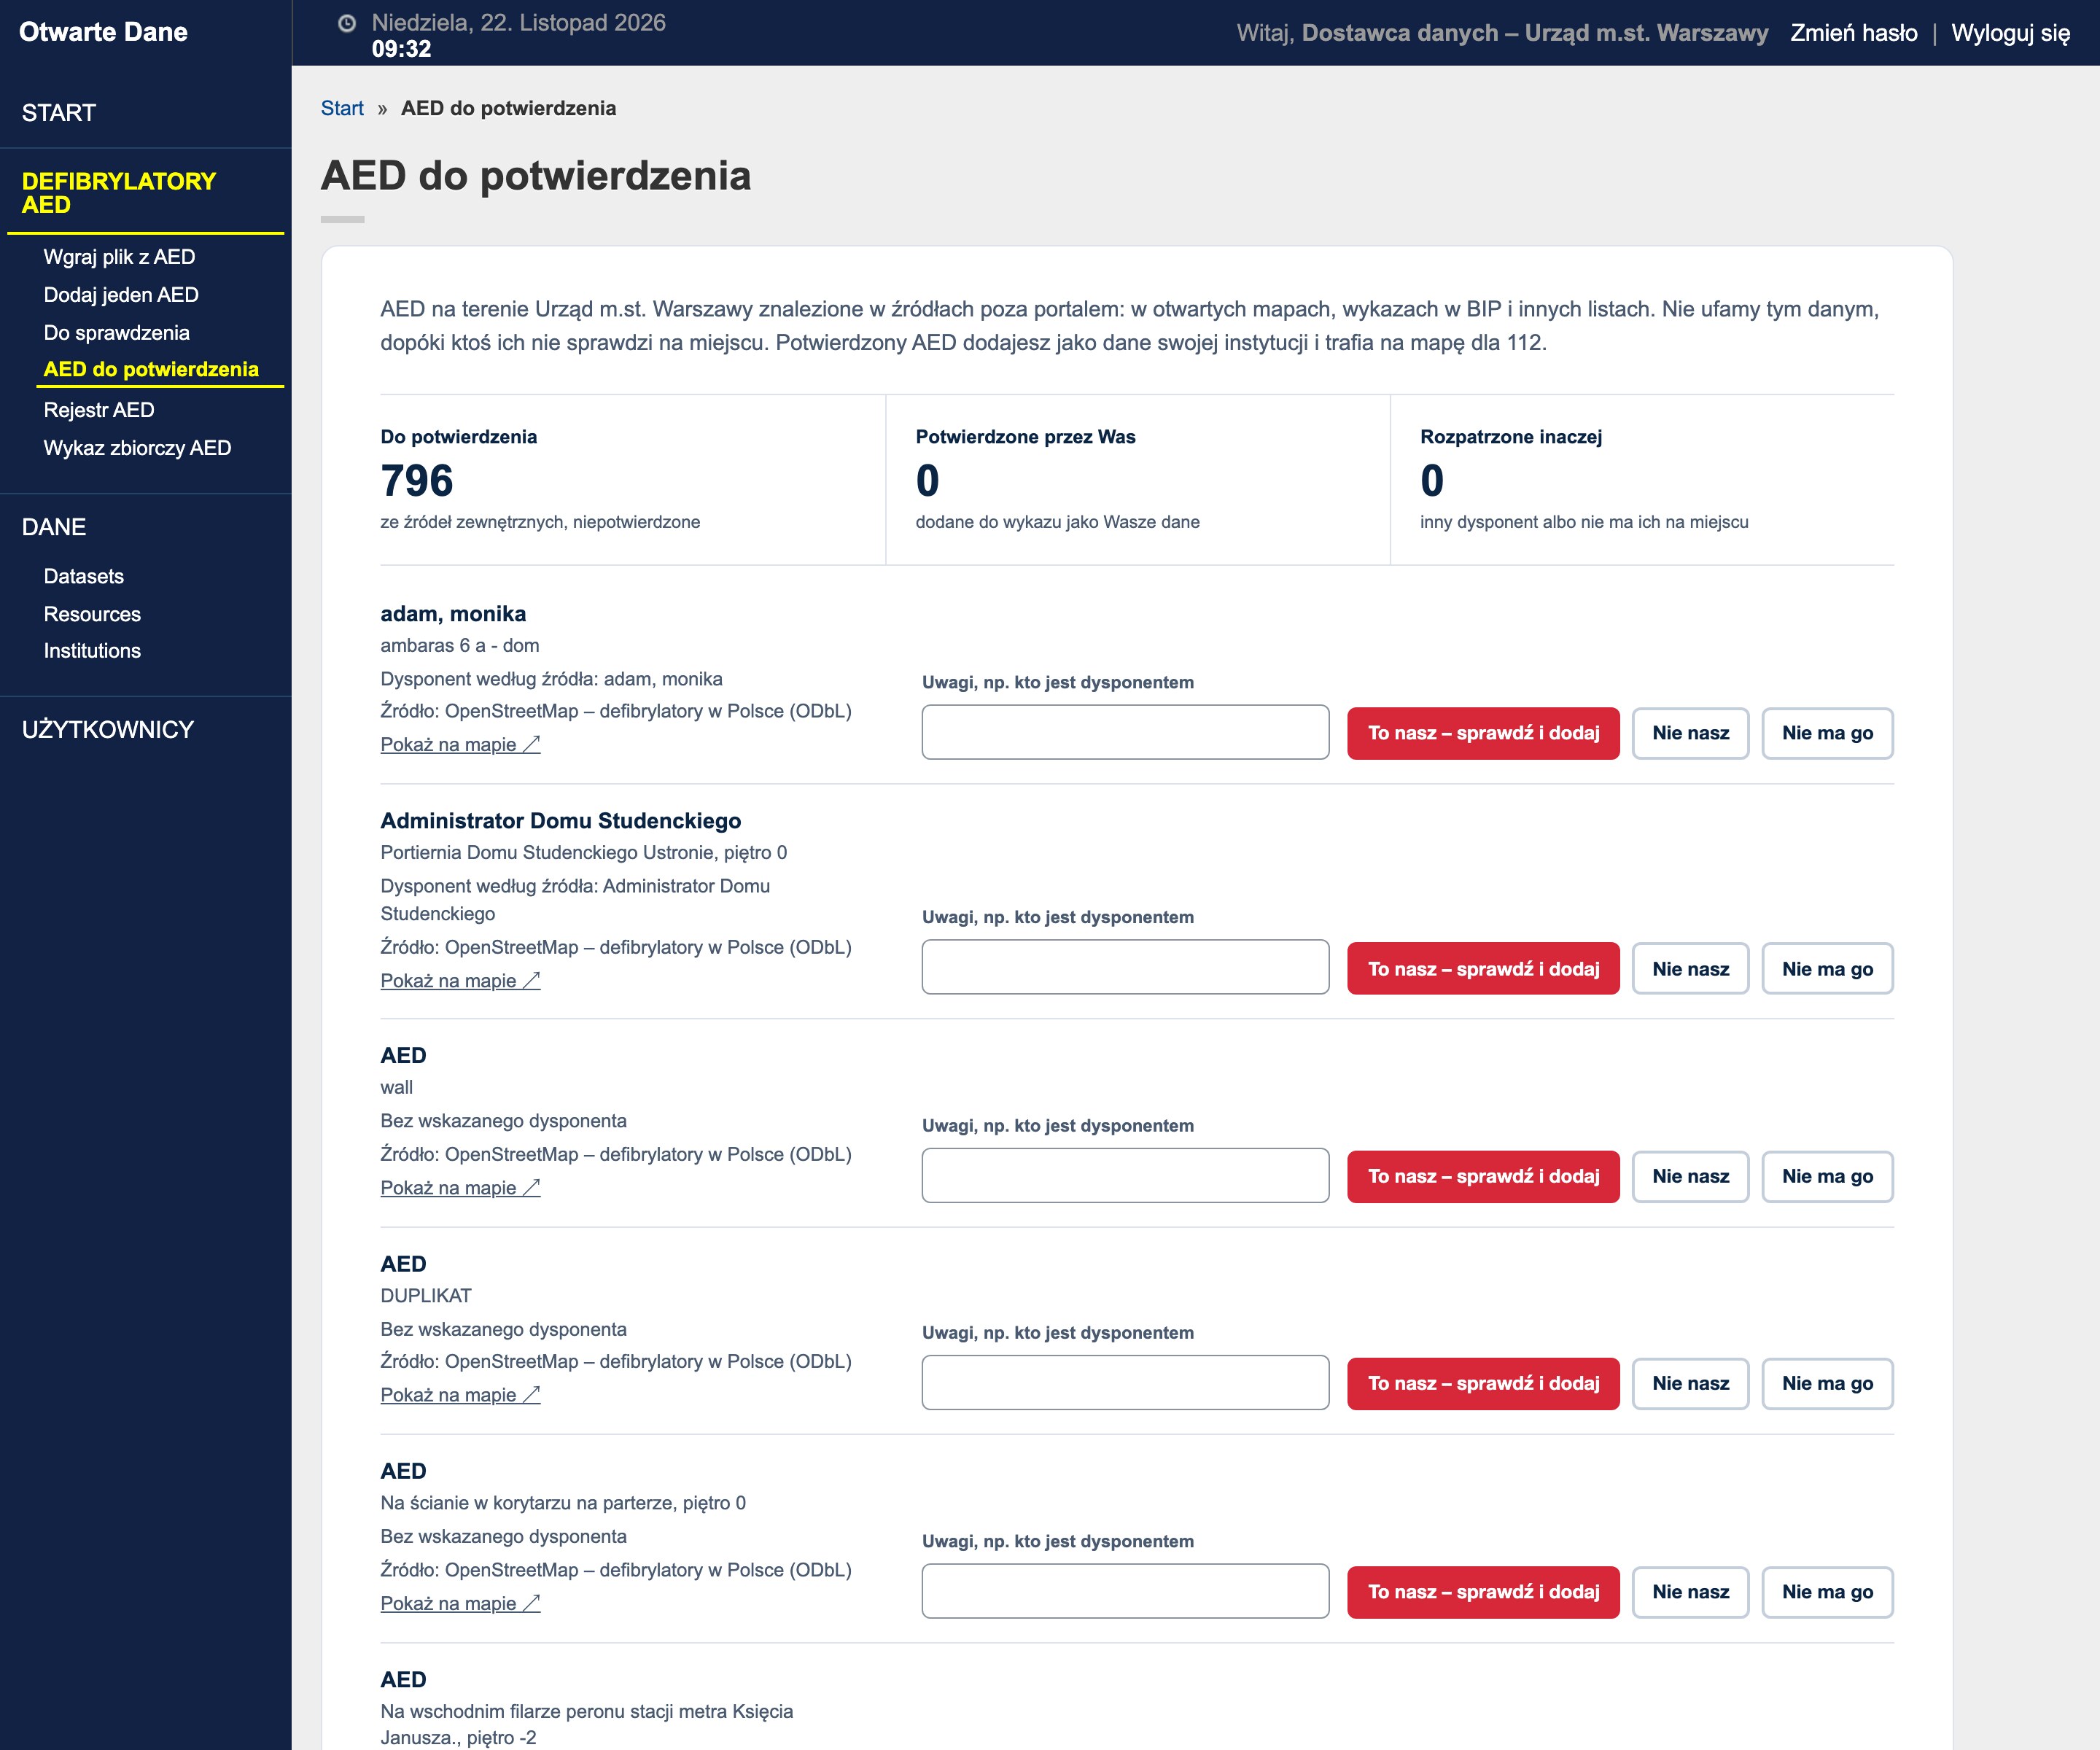 Otwarte Dane
Niedziela, 22. Listopad 2026
09:32
Witaj, Dostawca danych – Urząd m.st. Warszawy Zmień hasło | Wyloguj się
START
DEFIBRYLATORY
AED
Wgraj plik z AED
Dodaj jeden AED
Do sprawdzenia
AED do potwierdzenia
Rejestr AED
Wykaz zbiorczy AED
DANE
Datasets
Resources
Institutions
UŻYTKOWNICY
Start » AED do potwierdzenia
AED do potwierdzenia
AED na terenie Urząd m.st. Warszawy znalezione w źródłach poza portalem: w otwartych mapach, wykazach w BIP i innych listach. Nie ufamy tym danym,
dopóki ktoś ich nie sprawdzi na miejscu. Potwierdzony AED dodajesz jako dane swojej instytucji i trafia na mapę dla 112.
Do potwierdzenia
796
ze źródeł zewnętrznych, niepotwierdzone
Potwierdzone przez Was
0
dodane do wykazu jako Wasze dane
Rozpatrzone inaczej
0
inny dysponent albo nie ma ich na miejscu
adam, monika
ambaras 6 a - dom
Dysponent według źródła: adam, monika
Źródło: OpenStreetMap – defibrylatory w Polsce (ODbL)
Pokaż na mapie
Uwagi, np. kto jest dysponentem
To nasz – sprawdź i dodaj Nie nasz Nie ma go
Administrator Domu Studenckiego
Portiernia Domu Studenckiego Ustronie, piętro 0
Dysponent według źródła: Administrator Domu
Studenckiego
Źródło: OpenStreetMap – defibrylatory w Polsce (ODbL)
Pokaż na mapie
Uwagi, np. kto jest dysponentem
To nasz – sprawdź i dodaj Nie nasz Nie ma go
AED
wall
Bez wskazanego dysponenta
Źródło: OpenStreetMap – defibrylatory w Polsce (ODbL)
Pokaż na mapie
Uwagi, np. kto jest dysponentem
To nasz – sprawdź i dodaj Nie nasz Nie ma go
AED
DUPLIKAT
Bez wskazanego dysponenta
Źródło: OpenStreetMap – defibrylatory w Polsce (ODbL)
Pokaż na mapie
Uwagi, np. kto jest dysponentem
To nasz – sprawdź i dodaj Nie nasz Nie ma go
AED
Na ścianie w korytarzu na parterze, piętro 0
Bez wskazanego dysponenta
Źródło: OpenStreetMap – defibrylatory w Polsce (ODbL)
Pokaż na mapie
Uwagi, np. kto jest dysponentem
To nasz – sprawdź i dodaj Nie nasz Nie ma go
AED
Na wschodnim filarze peronu stacji metra Księcia
Janusza., piętro -2